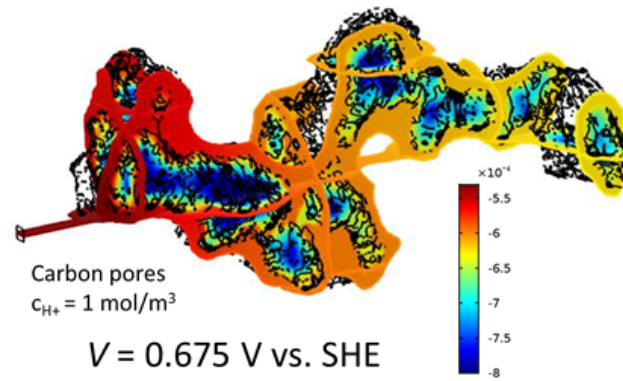 ×10⁻⁴
-5.5
-6
-6.5
-7
-7.5
-8
Carbon pores
c_H+ = 1 mol/m³
V = 0.675 V vs. SHE